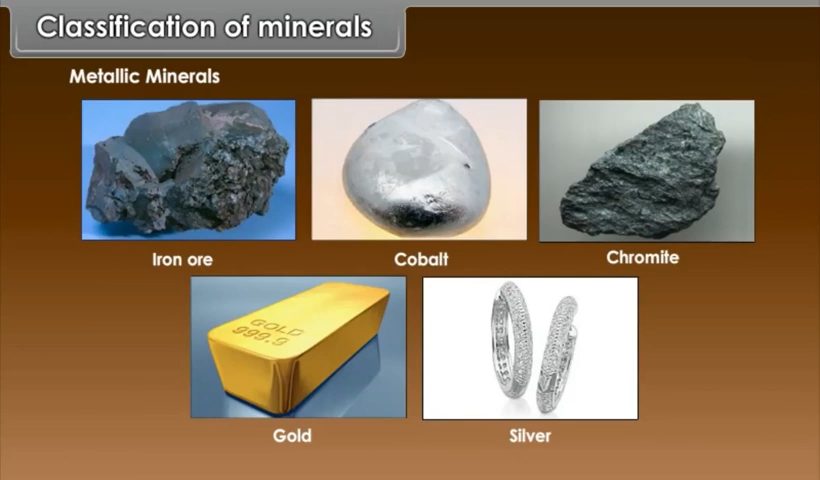 Classification of minerals
Metallic Minerals
Iron ore
Cobalt
Chromite
GOLD
999.9
Gold
Silver